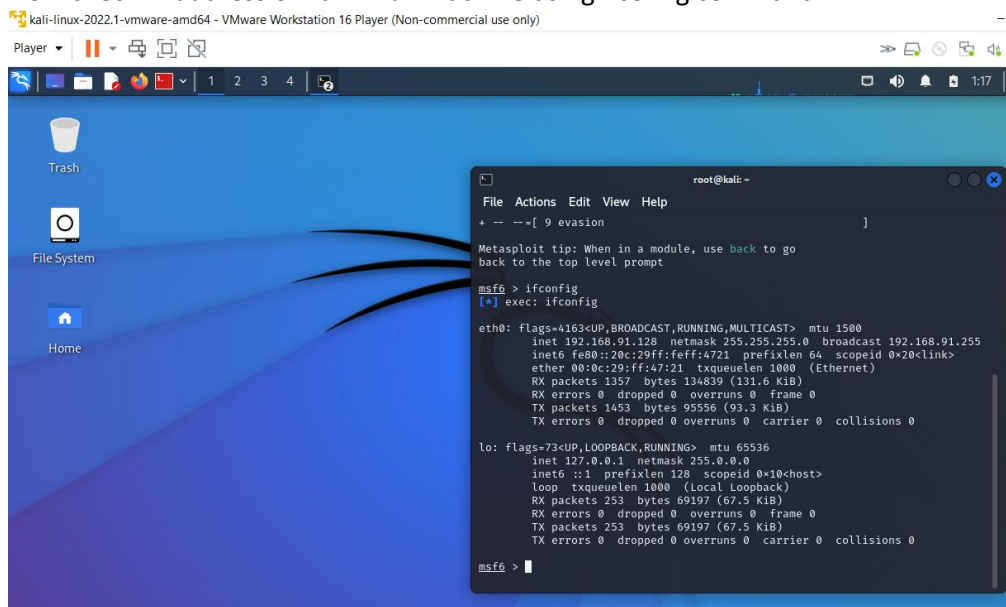 kali-linux-2022.1-vmware-amd64 - VMware Workstation 16 Player (Non-commercial use only)
Player
1 2 3 4
1:17
Trash
File System
Home
root@kali: ~
File Actions Edit View Help
+ -- --=[ 9 evasion ]
Metasploit tip: When in a module, use back to go
back to the top level prompt
msf6 > ifconfig
[*] exec: ifconfig
eth0: flags=4163<UP,BROADCAST,RUNNING,MULTICAST> mtu 1500
inet 192.168.91.128 netmask 255.255.255.0 broadcast 192.168.91.255
inet6 fe80::20c:29ff:feff:4721 prefixlen 64 scopeid 0×20<link>
ether 00:0c:29:ff:47:21 txqueuelen 1000 (Ethernet)
RX packets 1357 bytes 134839 (131.6 KiB)
RX errors 0 dropped 0 overruns 0 frame 0
TX packets 1453 bytes 95556 (93.3 KiB)
TX errors 0 dropped 0 overruns 0 carrier 0 collisions 0
lo: flags=73<UP,LOOPBACK,RUNNING> mtu 65536
inet 127.0.0.1 netmask 255.0.0.0
inet6 ::1 prefixlen 128 scopeid 0×10<host>
loop txqueuelen 1000 (Local Loopback)
RX packets 253 bytes 69197 (67.5 KiB)
RX errors 0 dropped 0 overruns 0 frame 0
TX packets 253 bytes 69197 (67.5 KiB)
TX errors 0 dropped 0 overruns 0 carrier 0 collisions 0
msf6 >